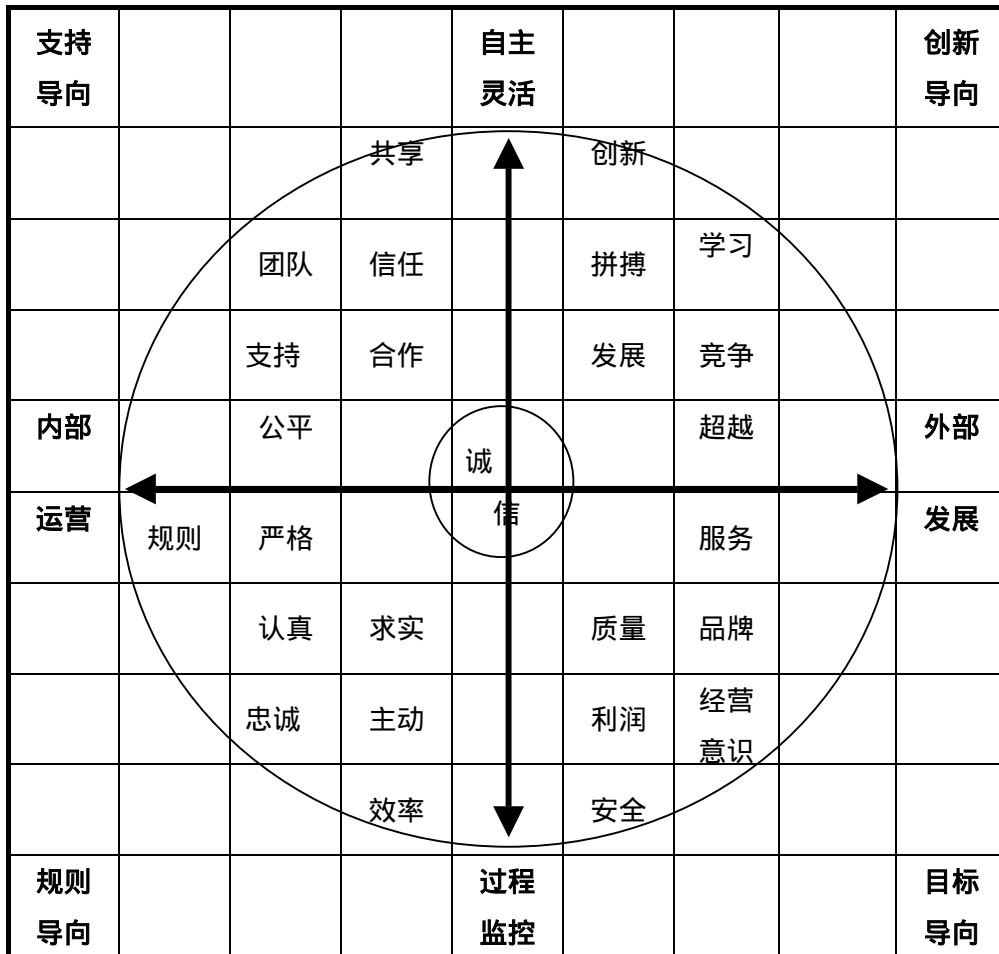 支持 自主 创新
导向 灵活 导向
共享 创新
团队 信任 拼搏 学习
支持 合作 发展 竞争
内部 公平 超越 外部
诚
信
运营 规则 严格 服务 发展
认真 求实 质量 品牌
忠诚 主动 利润 经营
意识
效率 安全
规则 过程 目标
导向 监控 导向